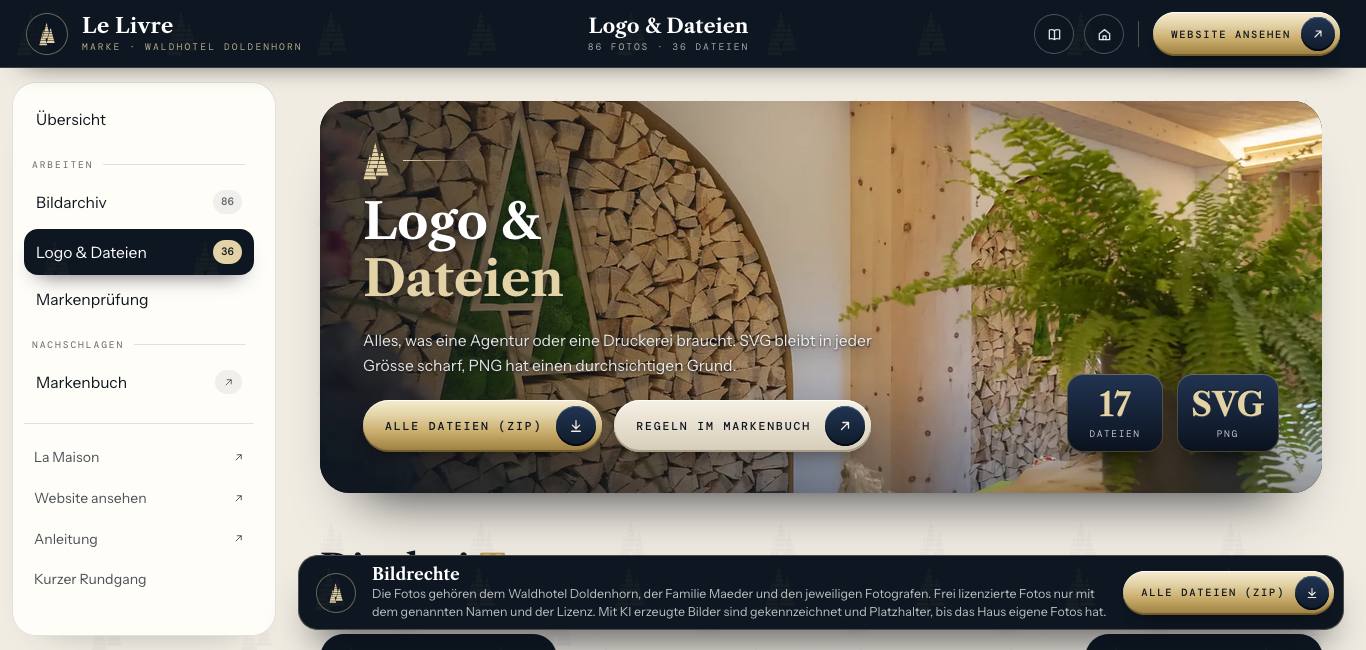 Le Livre
MARKE · WALDHOTEL DOLDENHORN
Logo & Dateien
86 FOTOS · 36 DATEIEN
WEBSITE ANSEHEN
Übersicht
ARBEITEN
Bildarchiv 86
Logo & Dateien 36
Markenprüfung
NACHSCHLAGEN
Markenbuch
La Maison
Website ansehen
Anleitung
Kurzer Rundgang
Logo &
Dateien
Alles, was eine Agentur oder eine Druckerei braucht. SVG bleibt in jeder
Grösse scharf, PNG hat einen durchsichtigen Grund.
ALLE DATEIEN (ZIP)
REGELN IM MARKENBUCH
17
DATEIEN
SVG
PNG
Bildrechte
Die Fotos gehören dem Waldhotel Doldenhorn, der Familie Maeder und den jeweiligen Fotografen. Frei lizenzierte Fotos nur mit
dem genannten Namen und der Lizenz. Mit KI erzeugte Bilder sind gekennzeichnet und Platzhalter, bis das Haus eigene Fotos hat.
ALLE DATEIEN (ZIP)